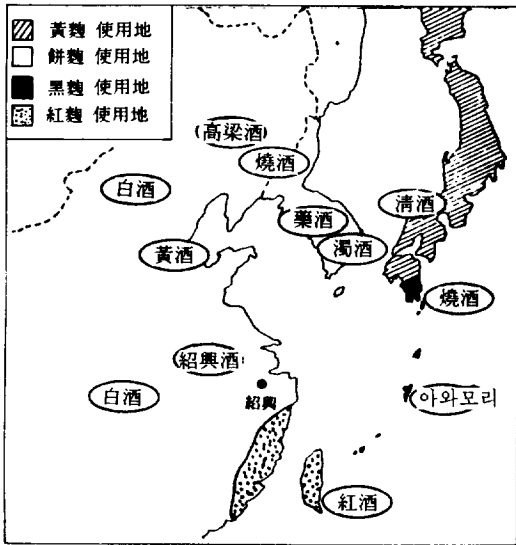 黃麴 使用地
餠麴 使用地
黑麴 使用地
紅麴 使用地
高梁酒
燒酒
白酒
藥酒
淸酒
濁酒
黃酒
燒酒
紹興酒
紹興
白酒
아와모리
紅酒